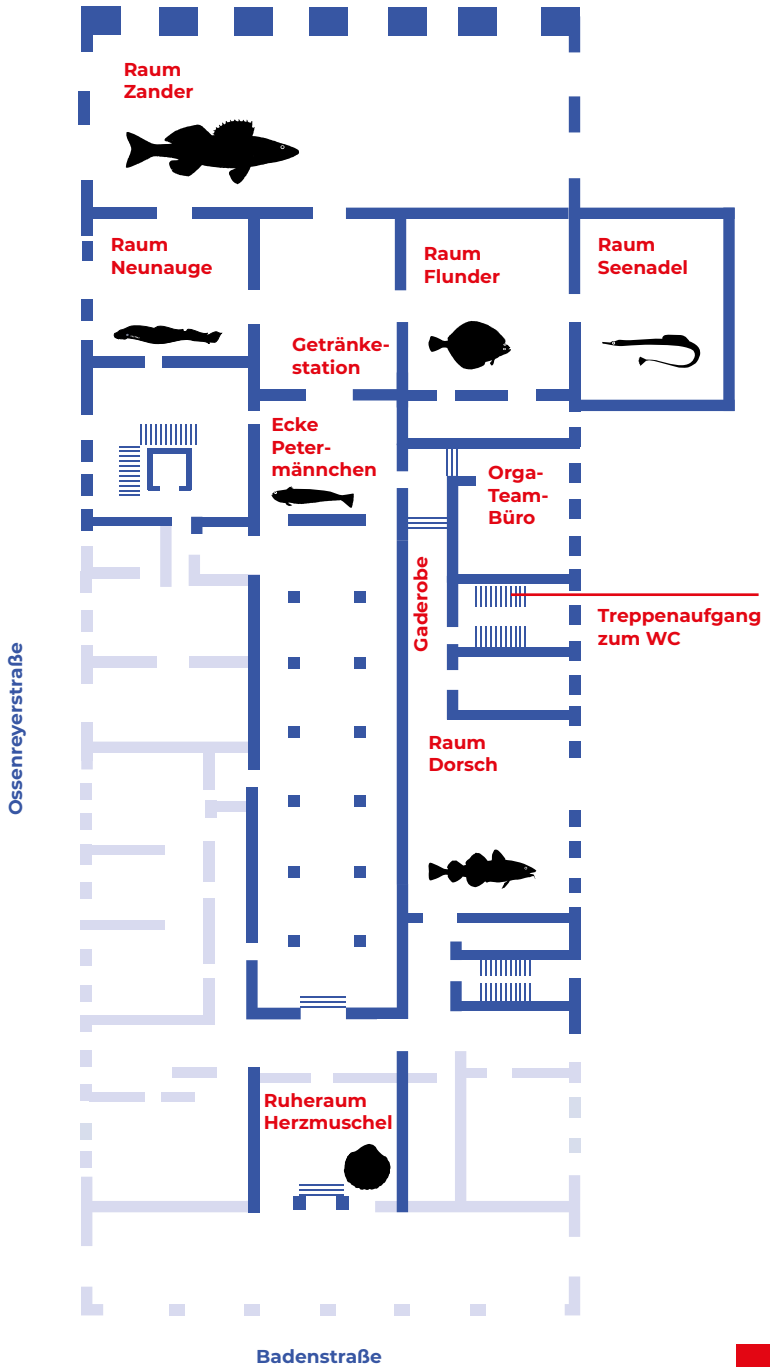 Raum
Zander
Raum
Neunauge
Raum
Flunder
Raum
Seenadel
Getränke-
station
Ecke
Peter-
männchen
Orga-
Team-
Büro
Gaderobe
Treppenaufgang
zum WC
Ossenreyerstraße
Raum
Dorsch
Ruheraum
Herzmuschel
Badenstraße